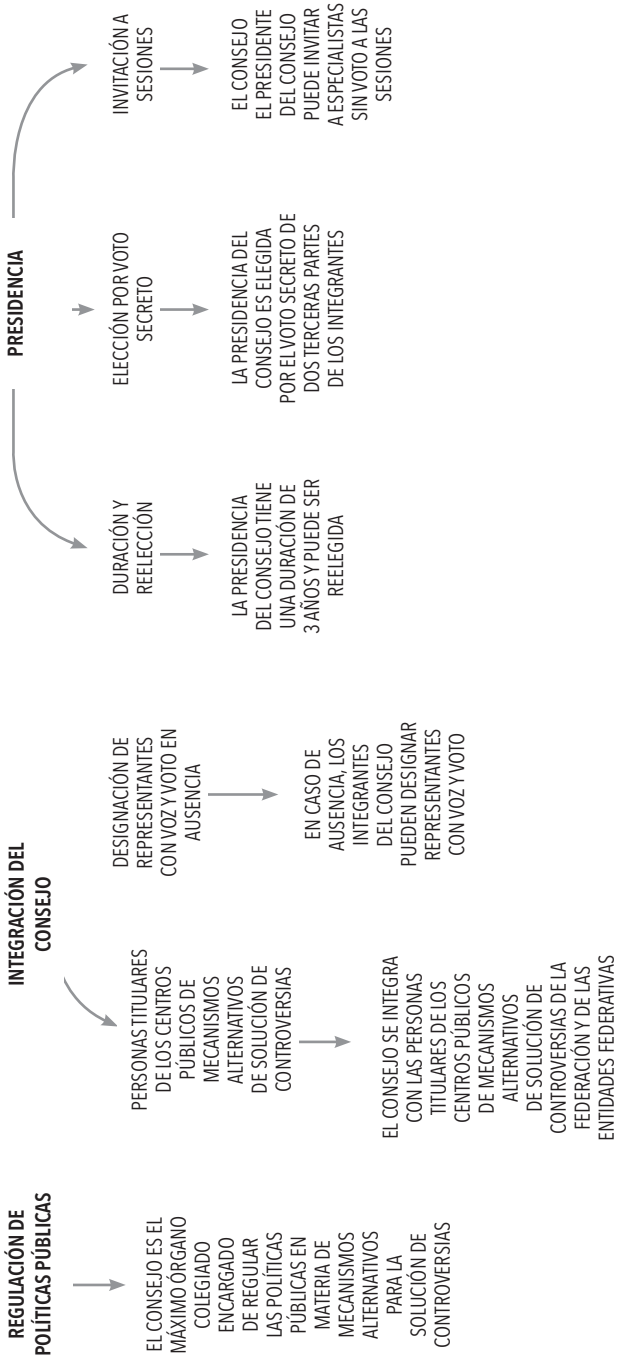 REGULACIÓN DE
POLÍTICAS PÚBLICAS
EL CONSEJO ES EL
MÁXIMO ÓRGANO
COLEGIADO
ENCARGADO
DE REGULAR
LAS POLÍTICAS
PÚBLICAS EN
MATERIA DE
MECANISMOS
ALTERNATIVOS
PARA LA
SOLUCIÓN DE
CONTROVERSIAS
INTEGRACIÓN DEL
CONSEJO
PERSONAS TITULARES
DE LOS CENTROS
PÚBLICOS DE
MECANISMOS
ALTERNATIVOS
DE SOLUCIÓN DE
CONTROVERSIAS
EL CONSEJO SE INTEGRA
CON LAS PERSONAS
TITULARES DE LOS
CENTROS PÚBLICOS
DE MECANISMOS
ALTERNATIVOS
DE SOLUCIÓN DE
CONTROVERSIAS DE LA
FEDERACIÓN Y DE LAS
ENTIDADES FEDERATIVAS
DESIGNACIÓN DE
REPRESENTANTES
CON VOZ Y VOTO EN
AUSENCIA
EN CASO DE
AUSENCIA, LOS
INTEGRANTES
DEL CONSEJO
PUEDEN DESIGNAR
REPRESENTANTES
CON VOZ Y VOTO
PRESIDENCIA
DURACIÓN Y
REELECCIÓN
LA PRESIDENCIA
DEL CONSEJO TIENE
UNA DURACIÓN DE
3 AÑOS Y PUEDE SER
REELEGIDA
ELECCIÓN POR VOTO
SECRETO
LA PRESIDENCIA DEL
CONSEJO ES ELEGIDA
POR EL VOTO SECRETO DE
DOS TERCERAS PARTES
DE LOS INTEGRANTES
INVITACIÓN A
SESIONES
EL CONSEJO
EL PRESIDENTE
DEL CONSEJO
PUEDE INVITAR
A ESPECIALISTAS
SIN VOTO A LAS
SESIONES